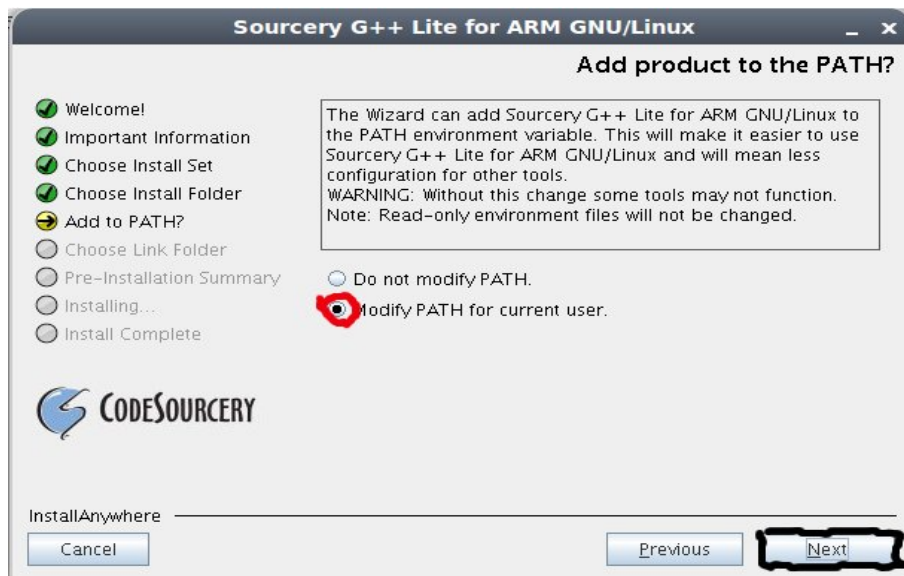 Sourcery G++ Lite for ARM GNU/Linux
Add product to the PATH?
Welcome!
Important Information
Choose Install Set
Choose Install Folder
Add to PATH?
Choose Link Folder
Pre-Installation Summary
Installing...
Install Complete
The Wizard can add Sourcery G++ Lite for ARM GNU/Linux to
the PATH environment variable. This will make it easier to use
Sourcery G++ Lite for ARM GNU/Linux and will mean less
configuration for other tools.
WARNING: Without this change some tools may not function.
Note: Read-only environment files will not be changed.
Do not modify PATH.
Modify PATH for current user.
CODESOURCERY
InstallAnywhere
Cancel
Previous
Next